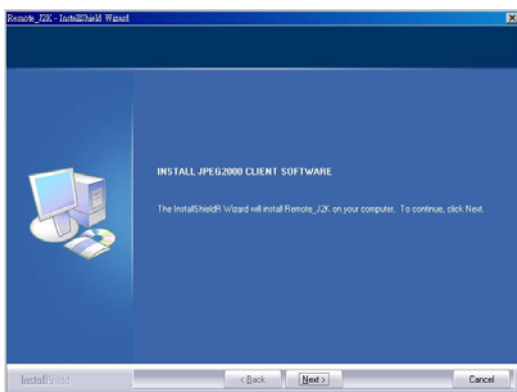 Remote_J2K - InstallShield Wizard
INSTALL JPEG2000 CLIENT SOFTWARE
The InstallShieldR Wizard will install Remote_J2K on your computer. To continue, click Next.
InstallShield
< Back Next > Cancel